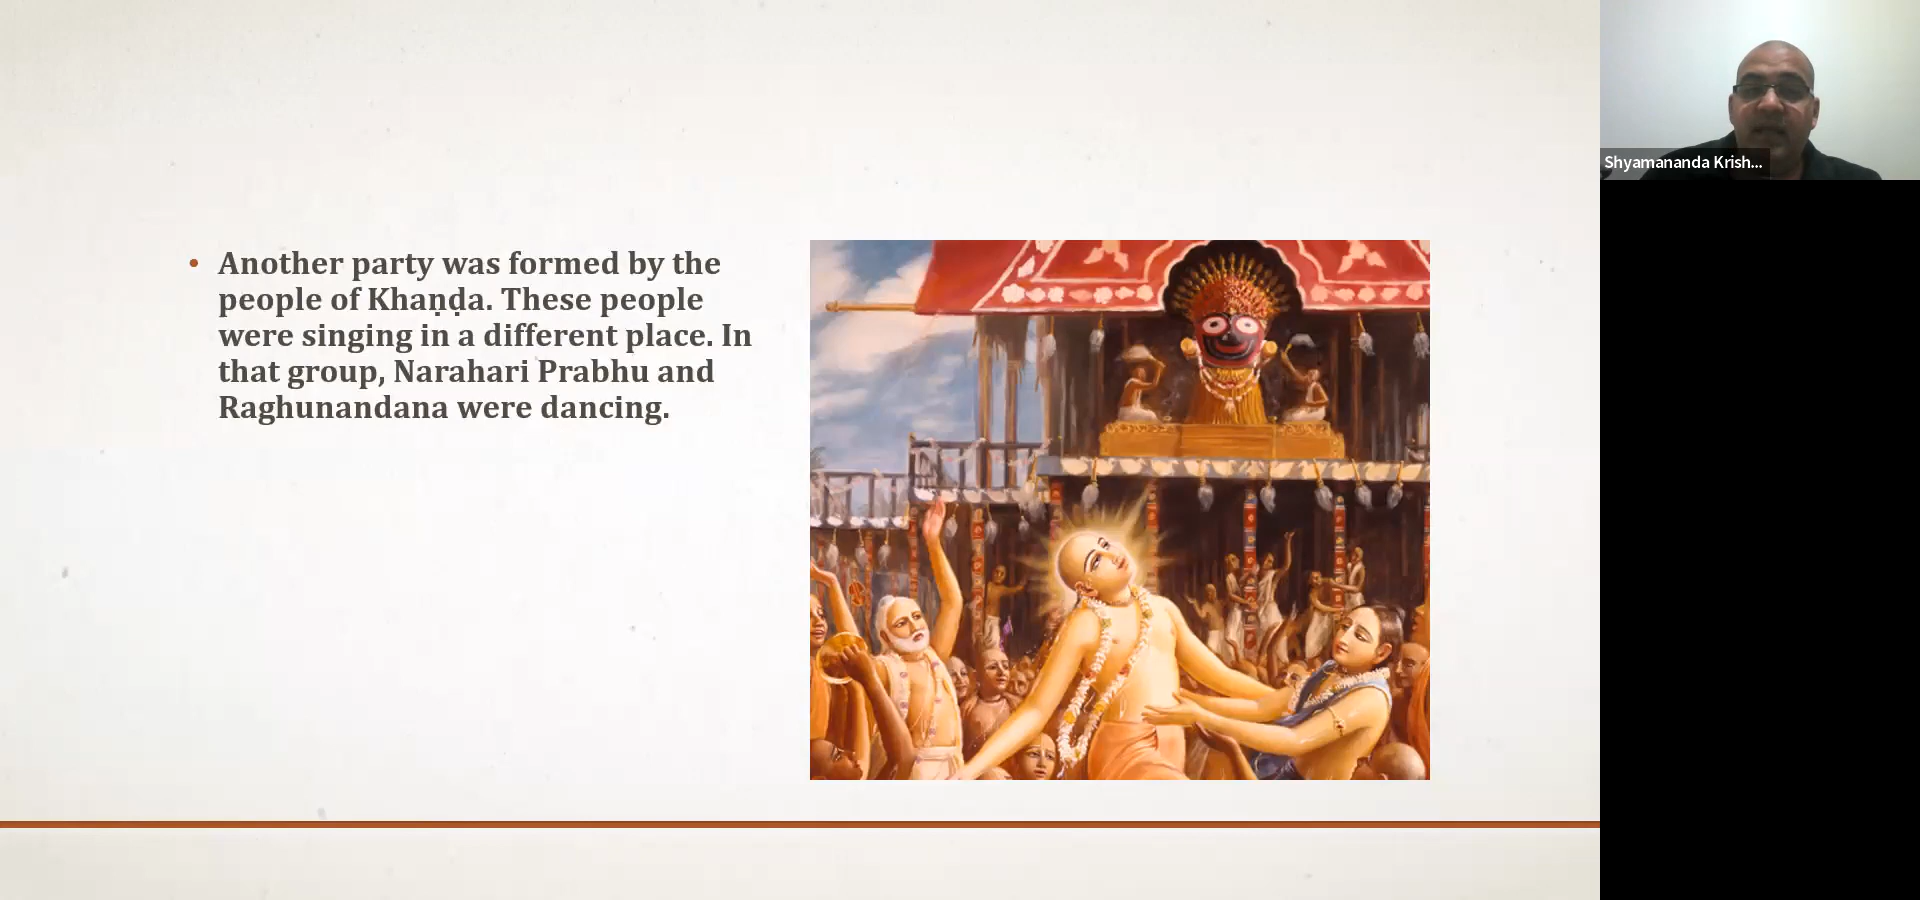 • Another party was formed by the
people of Khaṇḍa. These people
were singing in a different place. In
that group, Narahari Prabhu and
Raghunandana were dancing.
Shyamananda Krish...